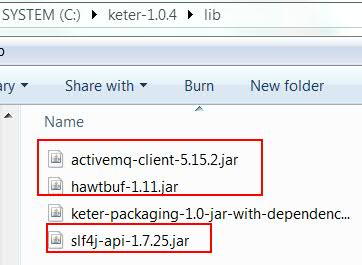 SYSTEM (C:) ▸ keter-1.0.4 ▸ lib
Share with ▾ Burn New folder
Name
activemq-client-5.15.2.jar
hawtbuf-1.11.jar
keter-packaging-1.0-jar-with-dependenc...
slf4j-api-1.7.25.jar